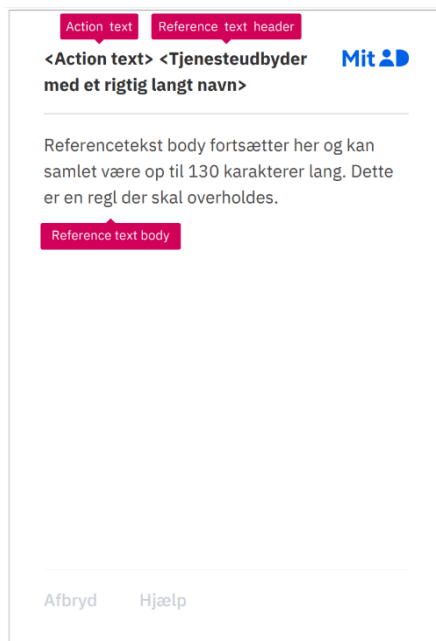 Action text
Reference text header
<Action text> <Tjenesteudbyder
med et rigtig langt navn>
Mit
Referencetekst body fortsætter her og kan
samlet være op til 130 karakterer lang. Dette
er en regl der skal overholdes.
Reference text body
Afbryd
Hjælp